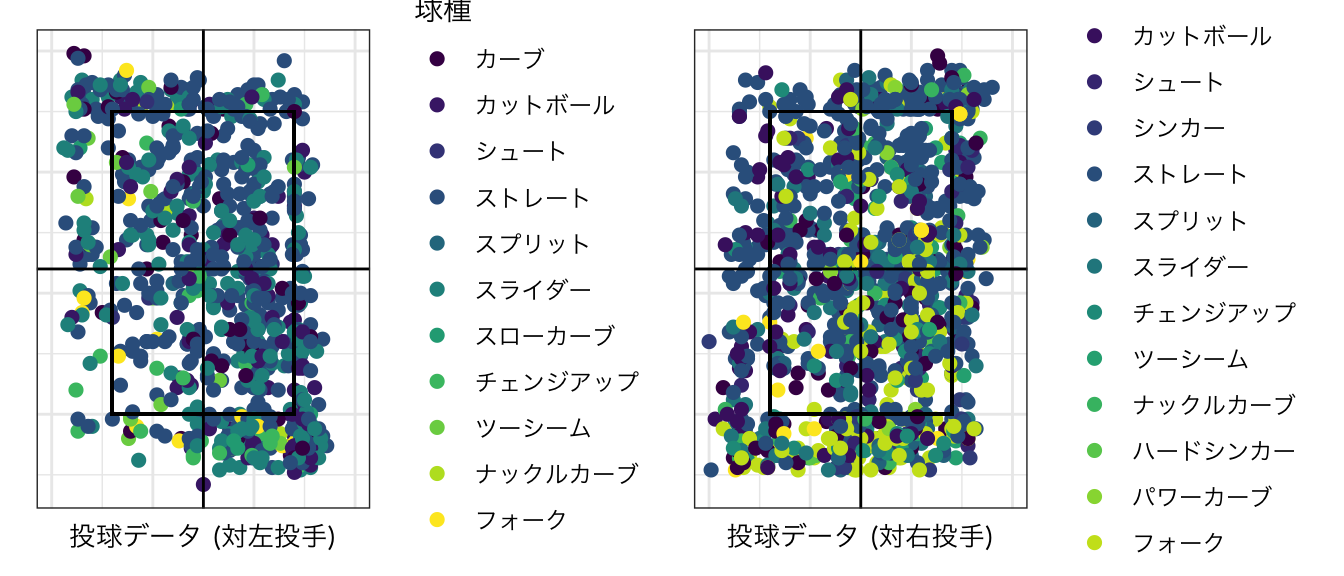 球種
カーブ
カットボール
シュート
ストレート
スプリット
スライダー
スローカーブ
チェンジアップ
ツーシーム
ナックルカーブ
フォーク
投球データ (対左投手)
カットボール
シュート
シンカー
ストレート
スプリット
スライダー
チェンジアップ
ツーシーム
ナックルカーブ
ハードシンカー
パワーカーブ
フォーク
投球データ (対右投手)